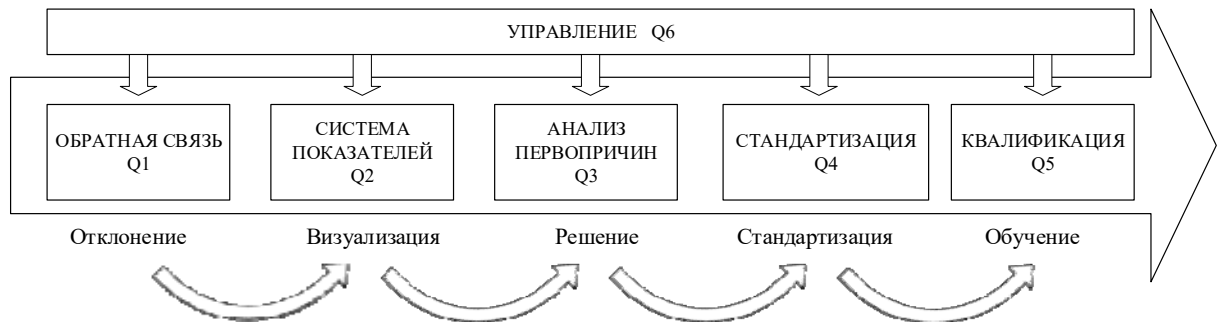 УПРАВЛЕНИЕ Q6
ОБРАТНАЯ СВЯЗЬ
Q1
СИСТЕМА
ПОКАЗАТЕЛЕЙ
Q2
АНАЛИЗ
ПЕРВОПРИЧИН
Q3
СТАНДАРТИЗАЦИЯ
Q4
КВАЛИФИКАЦИЯ
Q5
Отклонение
Визуализация
Решение
Стандартизация
Обучение